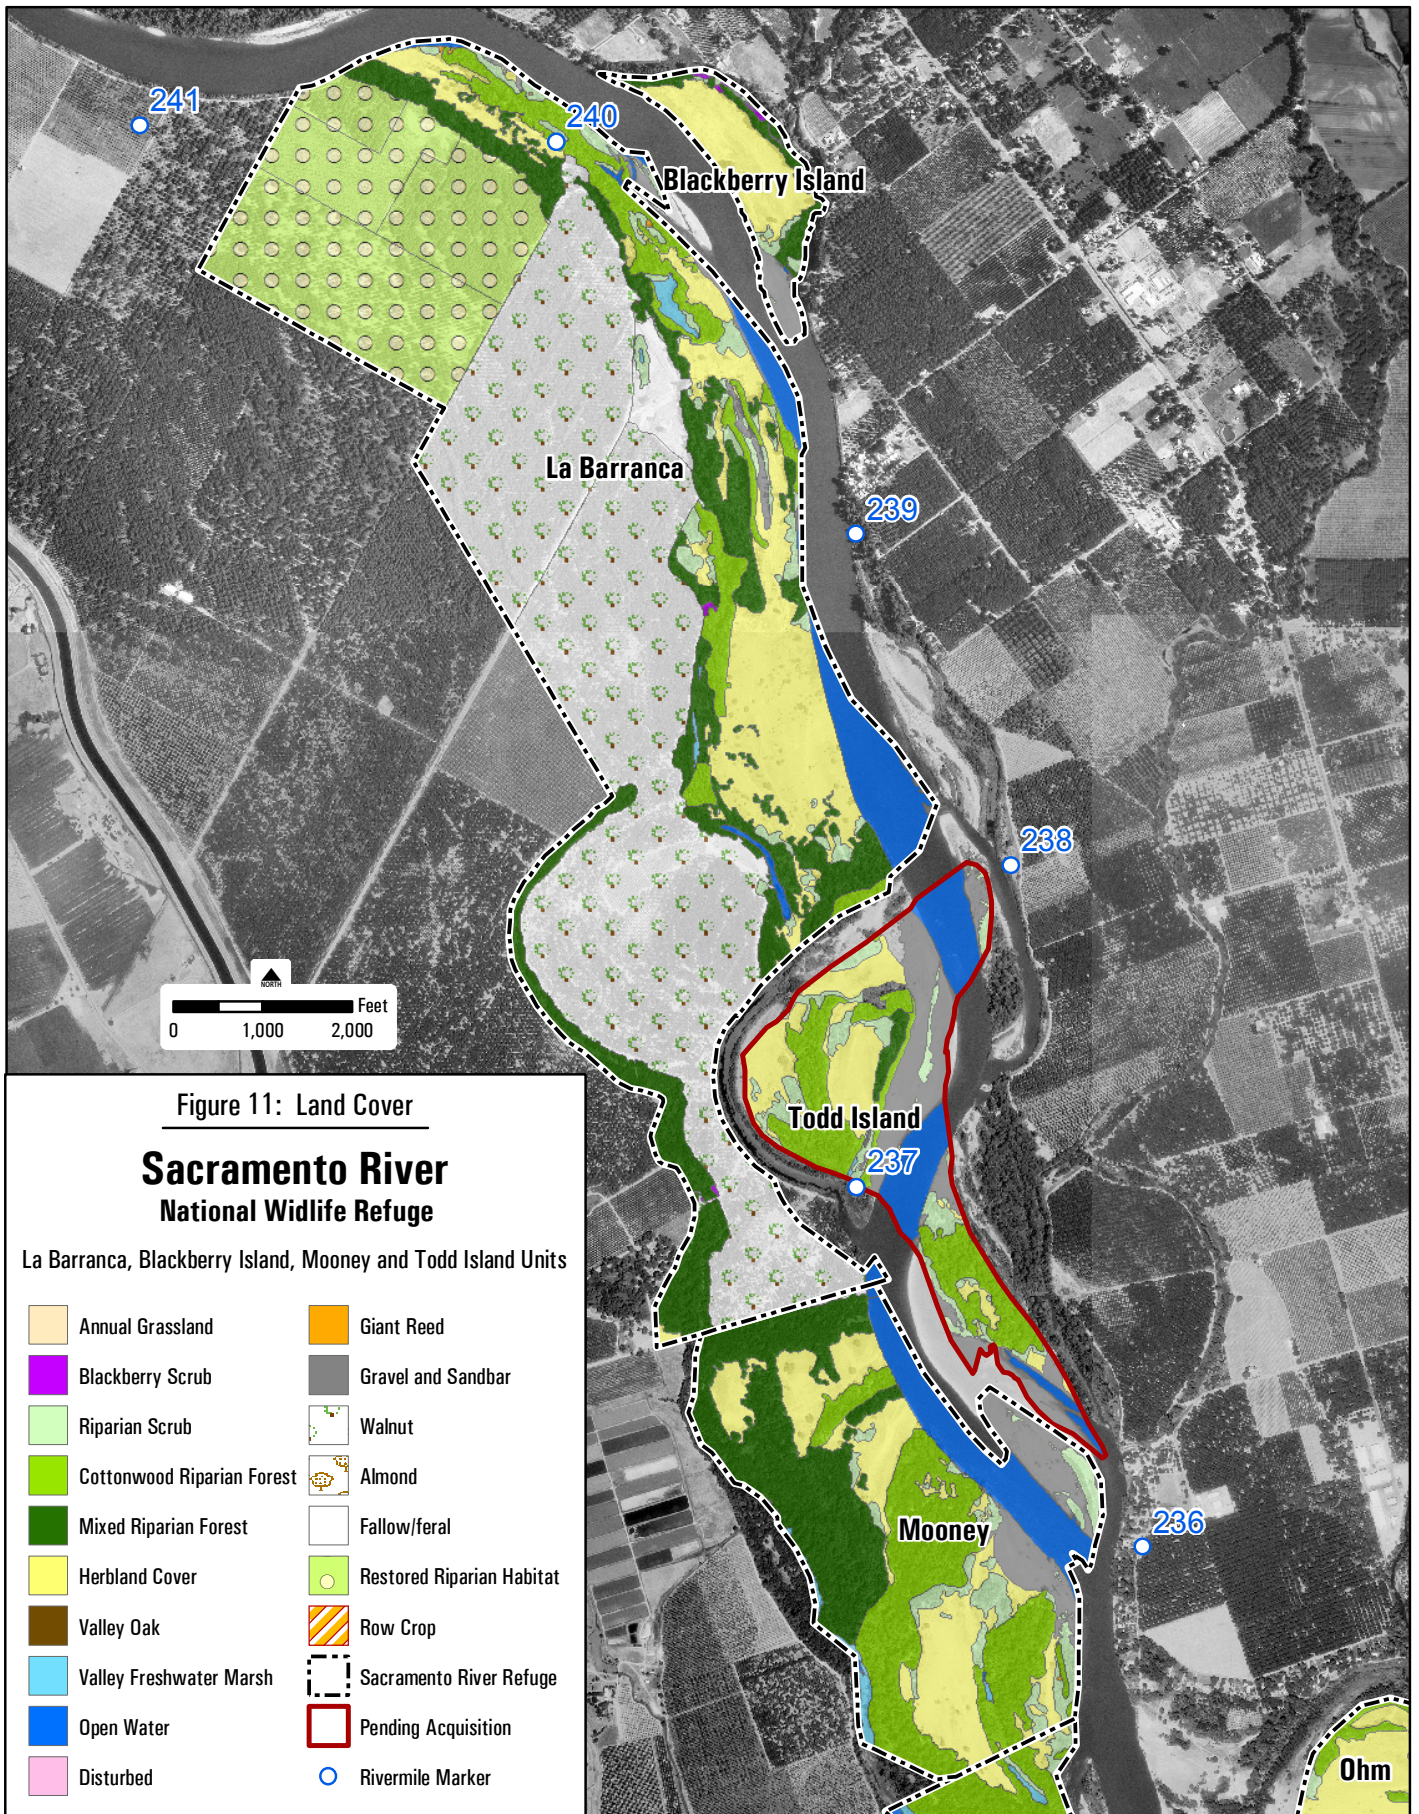 241
240
Blackberry Island
La Barranca
239
238
NORTH
Feet
0 1,000 2,000
Todd Island
237
Mooney
236
Ohm
Figure 11: Land Cover
Sacramento River
National Widlife Refuge
La Barranca, Blackberry Island, Mooney and Todd Island Units
Annual Grassland
Blackberry Scrub
Riparian Scrub
Cottonwood Riparian Forest
Mixed Riparian Forest
Herbland Cover
Valley Oak
Valley Freshwater Marsh
Open Water
Disturbed
Giant Reed
Gravel and Sandbar
Walnut
Almond
Fallow/feral
Restored Riparian Habitat
Row Crop
Sacramento River Refuge
Pending Acquisition
Rivermile Marker